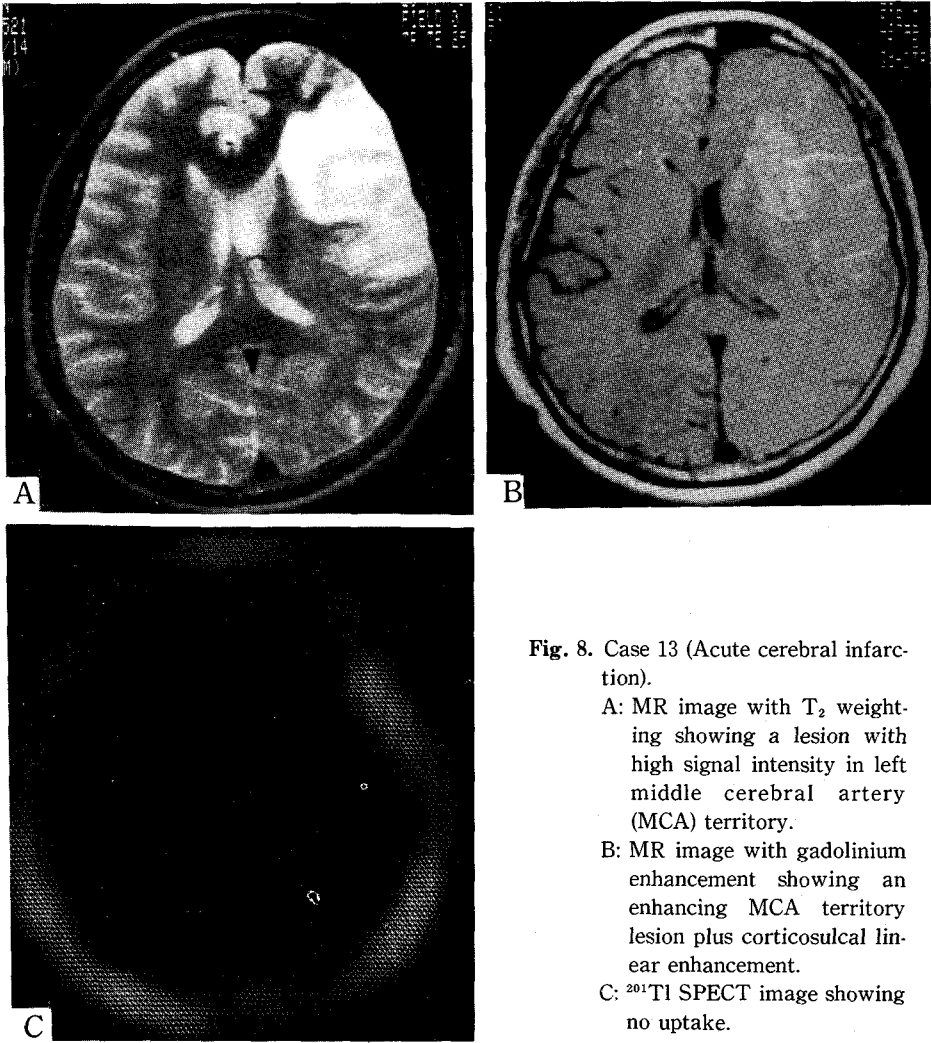 521
/14
M)
A
B
C
Fig. 8. Case 13 (Acute cerebral infarc-
tion).
A: MR image with T₂ weight-
ing showing a lesion with
high signal intensity in left
middle cerebral artery
(MCA) territory.
B: MR image with gadolinium
enhancement showing an
enhancing MCA territory
lesion plus corticosulcal lin-
ear enhancement.
C: ²⁰¹Tl SPECT image showing
no uptake.